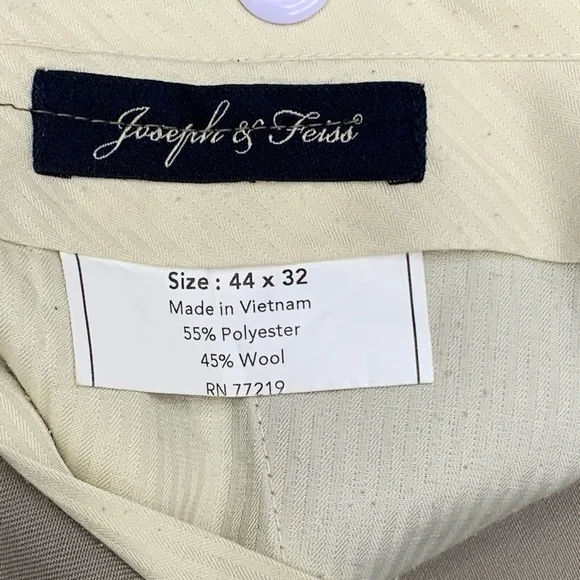 Joseph & Feiss®
Size : 44 x 32
Made in Vietnam
55% Polyester
45% Wool
RN 77219